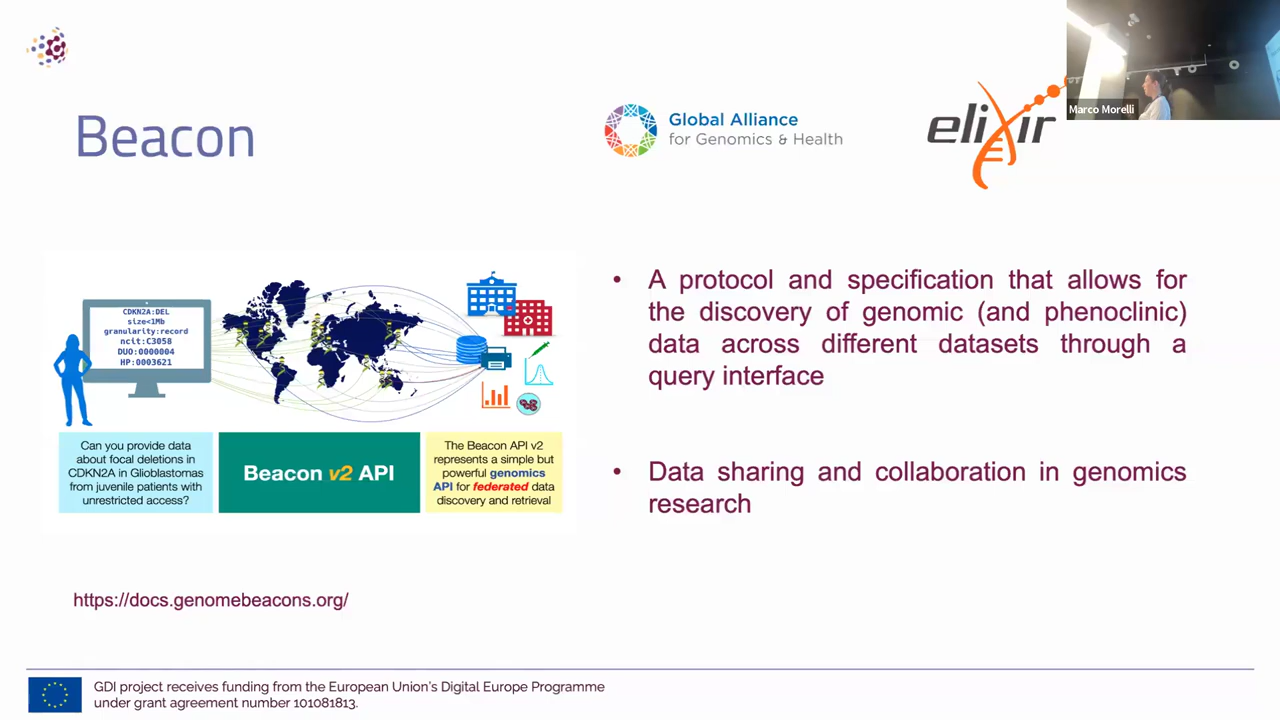 Marco Morelli
Beacon
Global Alliance
for Genomics & Health
elixir
CDKN2A:DEL
size<1Mb
granularity:record
ncit:C3058
DUO:0000004
HP:0003621
Can you provide data
about focal deletions in
CDKN2A in Glioblastomas
from juvenile patients with
unrestricted access?
Beacon v2 API
The Beacon API v2
represents a simple but
powerful genomics
API for federated data
discovery and retrieval
• A protocol and specification that allows for
the discovery of genomic (and phenoclinic)
data across different datasets through a
query interface
• Data sharing and collaboration in genomics
research
https://docs.genomebeacons.org/
GDI project receives funding from the European Union's Digital Europe Programme
under grant agreement number 101081813.